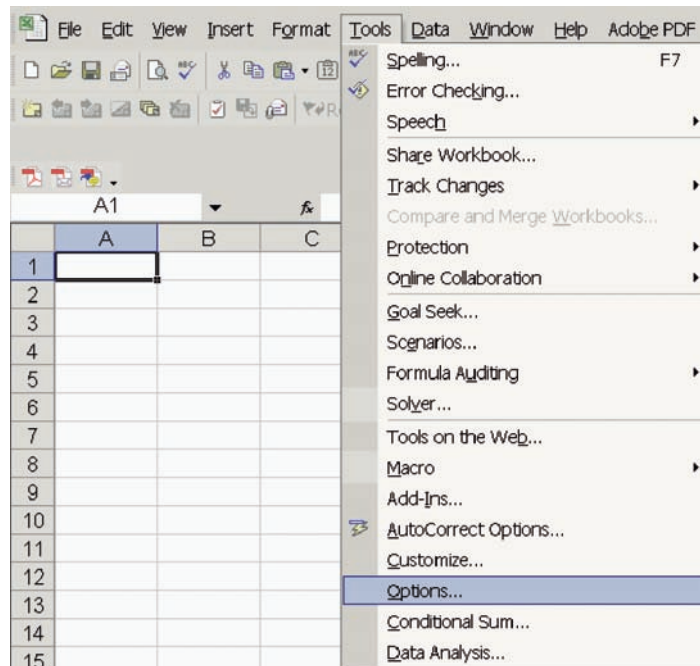 File Edit View Insert Format Tools Data Window Help Adobe PDF
Spelling... F7
Error Checking...
Speech
Share Workbook...
Track Changes
A1 fx
Compare and Merge Workbooks...
A B C
Protection
1
Online Collaboration
2
Goal Seek...
3
Scenarios...
4
Formula Auditing
5
Solver...
6
7
Tools on the Web...
8
Macro
9
Add-Ins...
10
AutoCorrect Options...
11
Customize...
12
Options...
13
Conditional Sum...
14
Data Analysis...
15